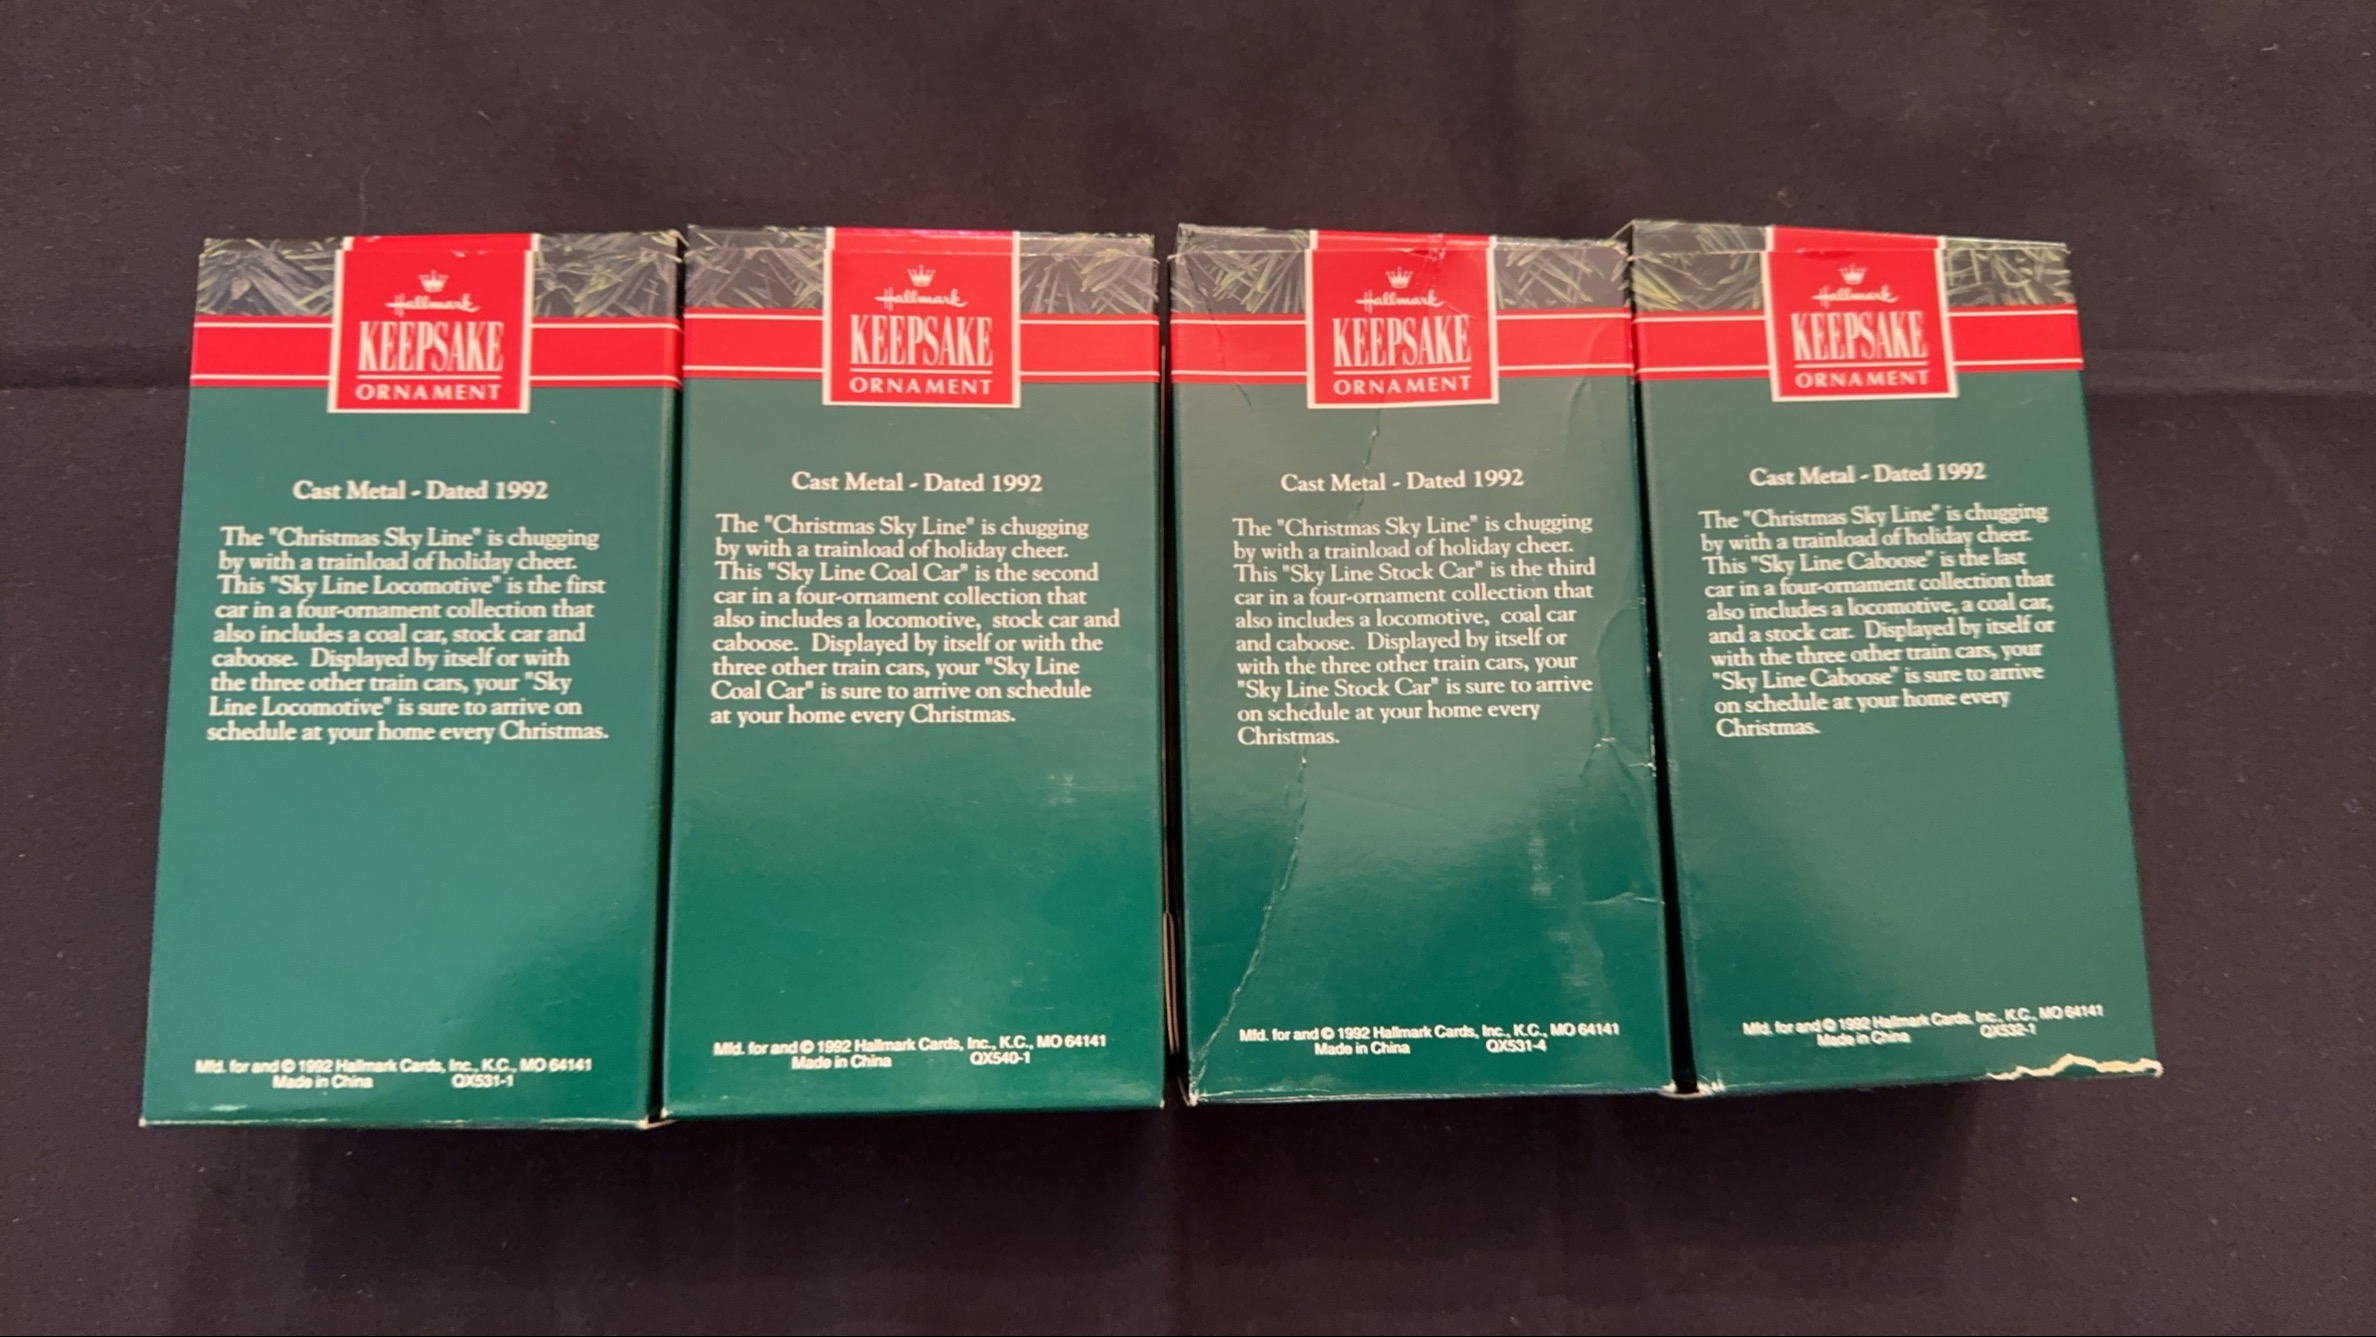 Hallmark
KEEPSAKE
ORNAMENT
Cast Metal - Dated 1992
The "Christmas Sky Line" is chugging
by with a trainload of holiday cheer.
This "Sky Line Locomotive" is the first
car in a four-ornament collection that
also includes a coal car, stock car and
caboose. Displayed by itself or with
the three other train cars, your "Sky
Line Locomotive" is sure to arrive on
schedule at your home every Christmas.
Mfd. for and © 1992 Hallmark Cards, Inc., K.C., MO 64141
Made in China QX531-1
Hallmark
KEEPSAKE
ORNAMENT
Cast Metal - Dated 1992
The "Christmas Sky Line" is chugging
by with a trainload of holiday cheer.
This "Sky Line Coal Car" is the second
car in a four-ornament collection that
also includes a locomotive, stock car and
caboose. Displayed by itself or with the
three other train cars, your "Sky Line
Coal Car" is sure to arrive on schedule
at your home every Christmas.
Mfd. for and © 1992 Hallmark Cards, Inc., K.C., MO 64141
Made in China QX540-1
Hallmark
KEEPSAKE
ORNAMENT
Cast Metal - Dated 1992
The "Christmas Sky Line" is chugging
by with a trainload of holiday cheer.
This "Sky Line Stock Car" is the third
car in a four-ornament collection that
also includes a locomotive, coal car
and caboose. Displayed by itself or
with the three other train cars, your
"Sky Line Stock Car" is sure to arrive
on schedule at your home every
Christmas.
Mfd. for and © 1992 Hallmark Cards, Inc., K.C., MO 64141
Made in China QX531-4
Hallmark
KEEPSAKE
ORNAMENT
Cast Metal - Dated 1992
The "Christmas Sky Line" is chugging
by with a trainload of holiday cheer.
This "Sky Line Caboose" is the last
car in a four-ornament collection that
also includes a locomotive, a coal car,
and a stock car. Displayed by itself or
with the three other train cars, your
"Sky Line Caboose" is sure to arrive
on schedule at your home every
Christmas.
Mfd. for and © 1992 Hallmark Cards, Inc., K.C., MO 64141
Made in China QX532-1